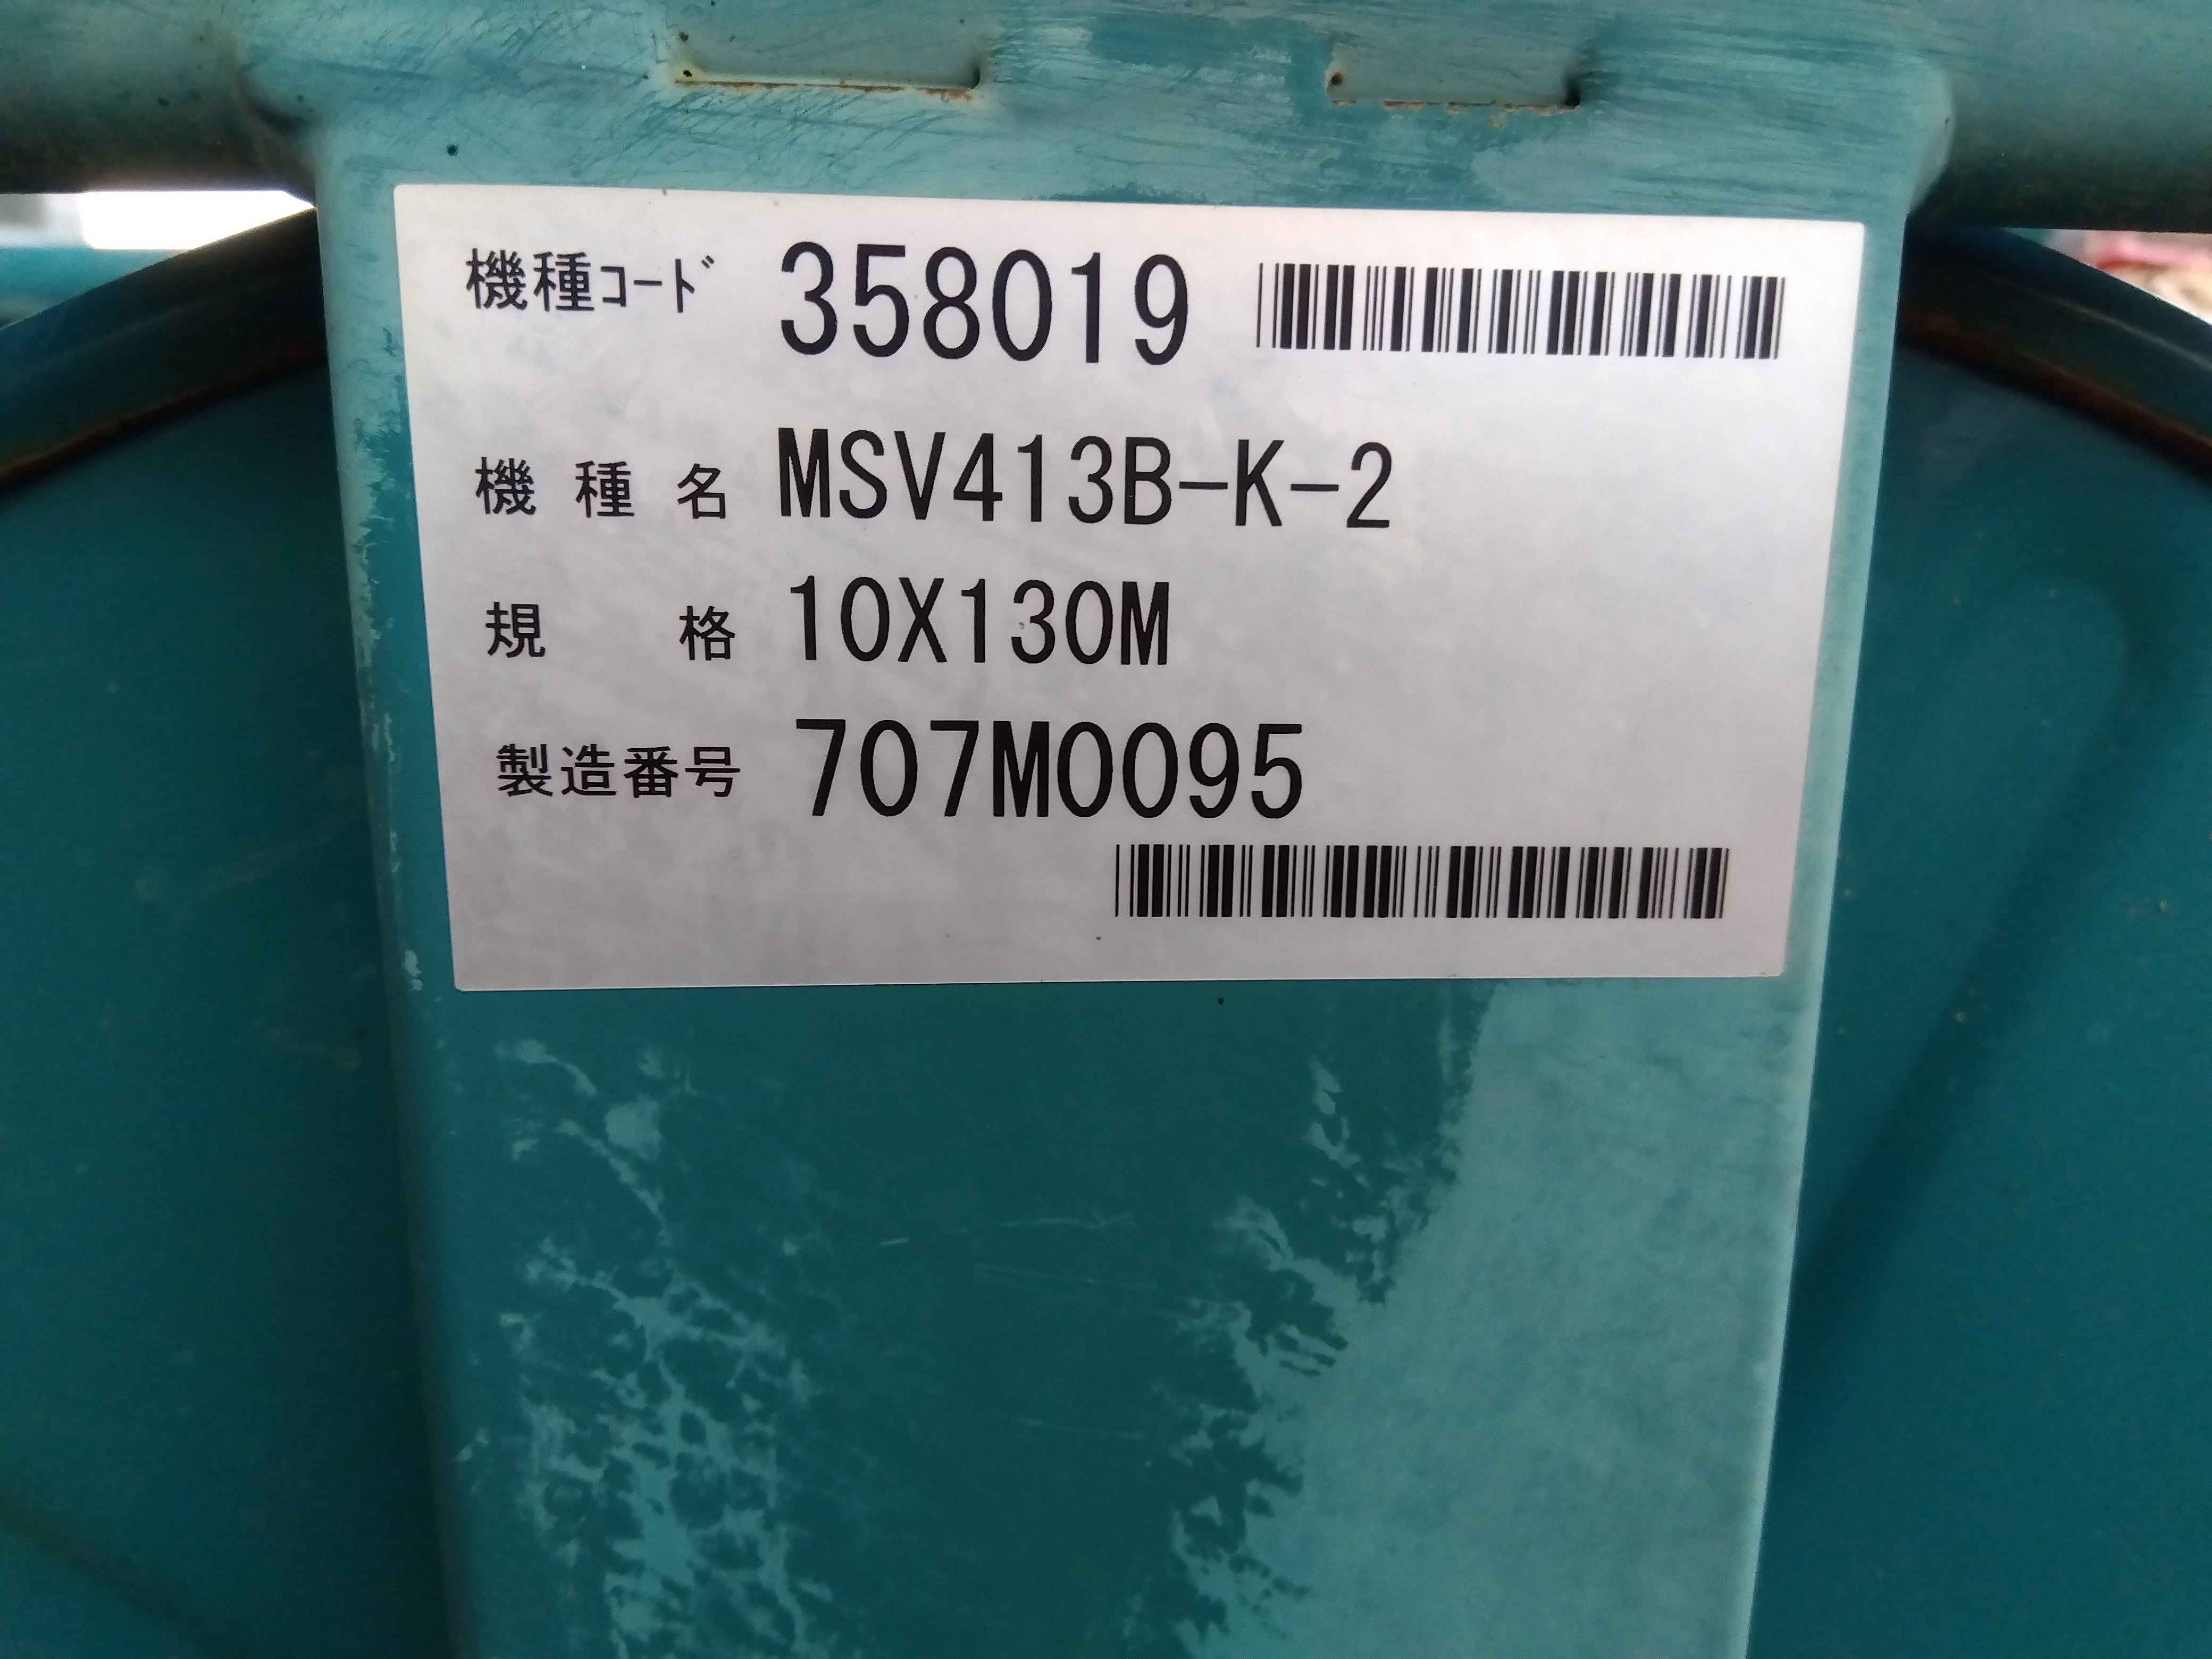 機種コード 358019
機種名 MSV413B-K-2
規格 10X130M
製造番号 707M0095